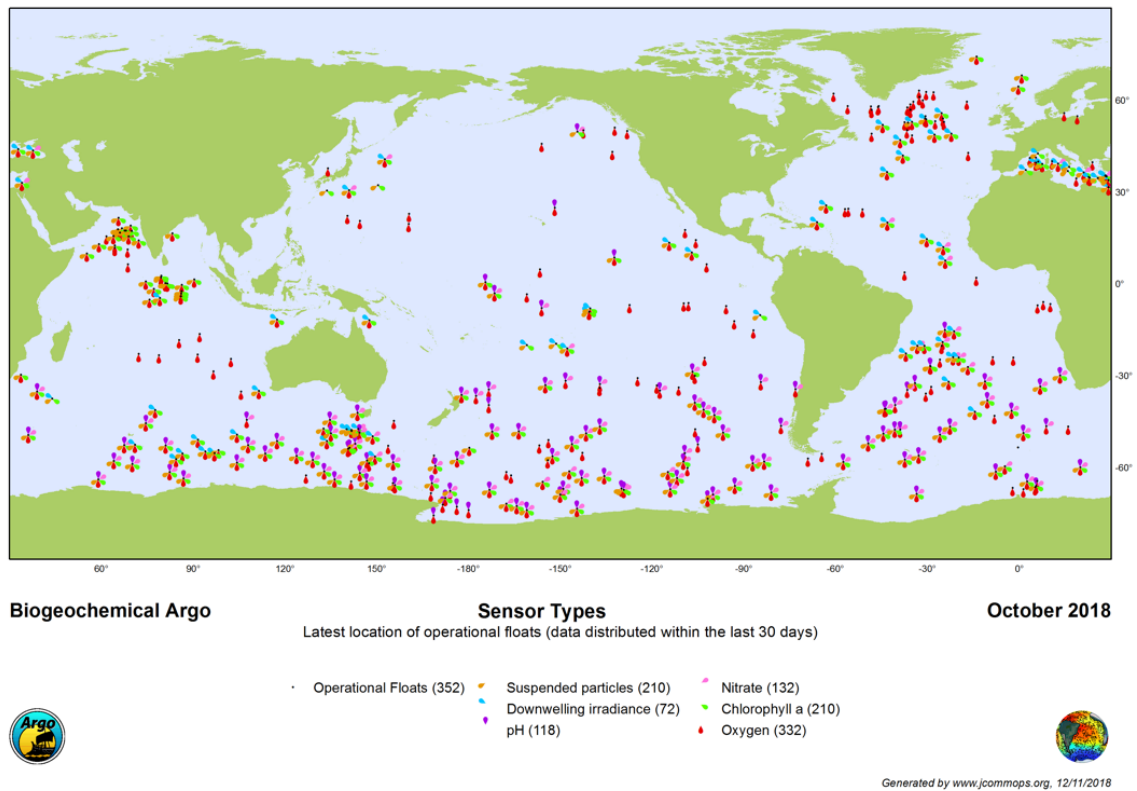 60°
30°
0°
-30°
-60°
60° 90° 120° 150° -180° -150° -120° -90° -60° -30° 0°
Biogeochemical Argo Sensor Types October 2018
Latest location of operational floats (data distributed within the last 30 days)
Operational Floats (352) Suspended particles (210) Nitrate (132)
Downwelling irradiance (72) Chlorophyll a (210)
pH (118) Oxygen (332)
Argo
Generated by www.jcommops.org, 12/11/2018